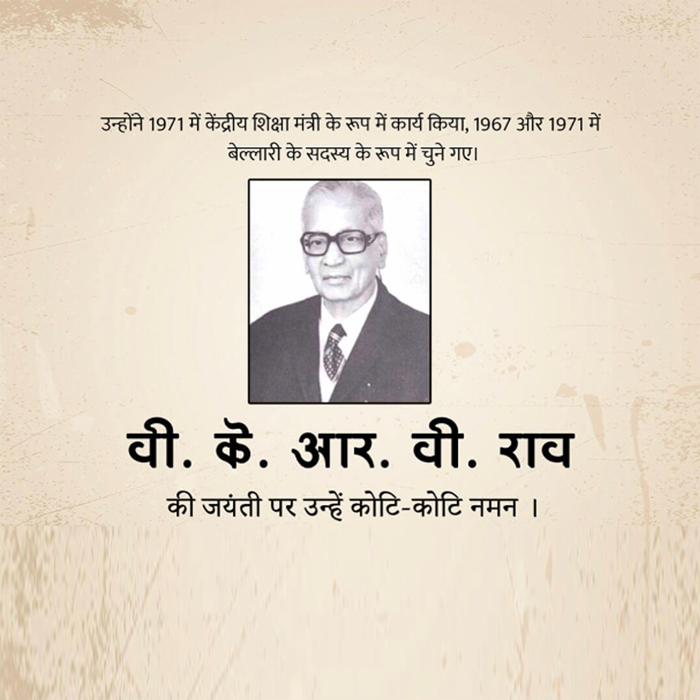 उन्होंने 1971 में केंद्रीय शिक्षा मंत्री के रूप में कार्य किया, 1967 और 1971 में
बेल्लारी के सदस्य के रूप में चुने गए।
वी. कॆ. आर. वी. राव
की जयंती पर उन्हें कोटि-कोटि नमन ।